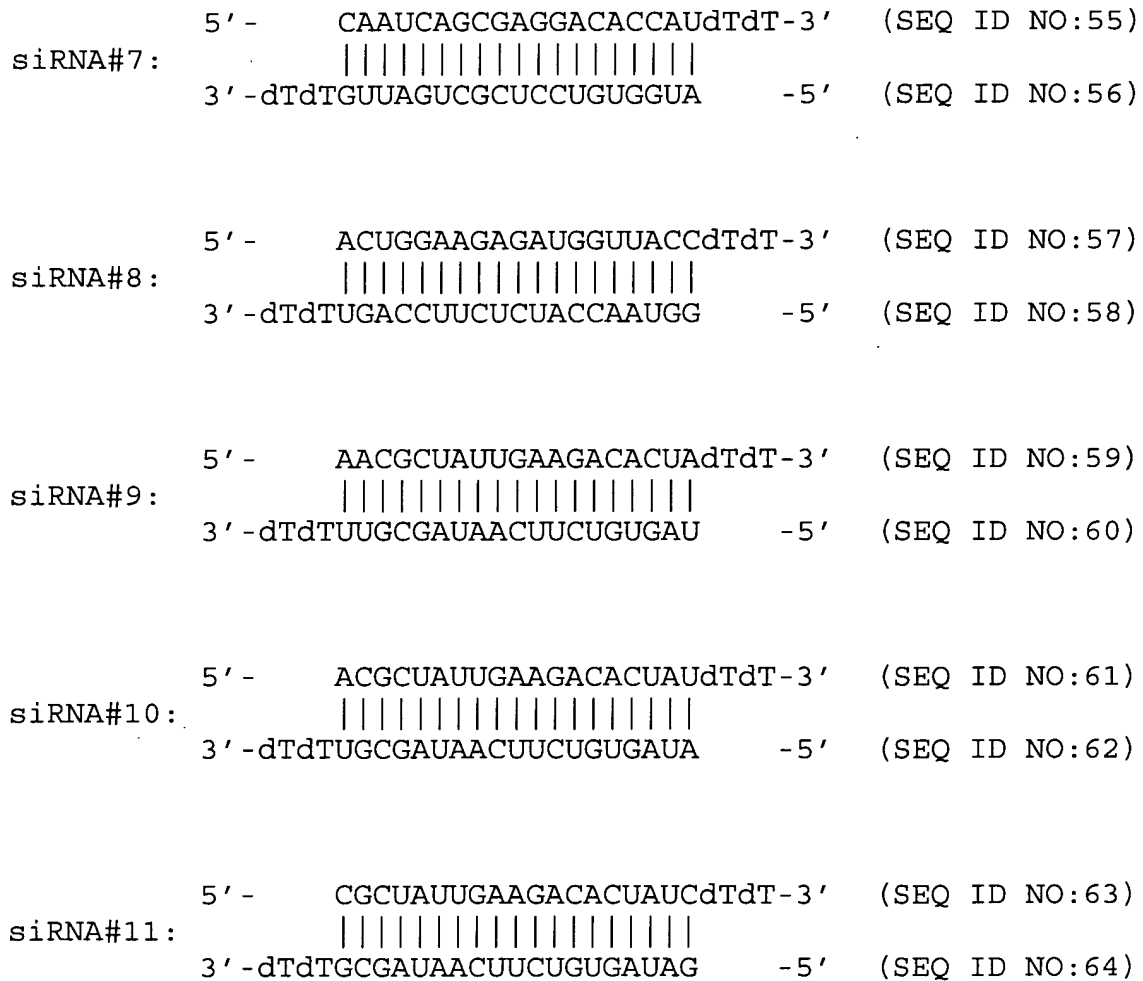 5'- CAAUCAGCGAGGACACCAUdTdT-3' (SEQ ID NO:55)
siRNA#7: | | | | | | | | | | | | | | | | | | |
3'-dTdTGUUAGUCGCUCCUGUGGUA -5' (SEQ ID NO:56)
5'- ACUGGAAGAGAUGGUUACCdTdT-3' (SEQ ID NO:57)
siRNA#8: | | | | | | | | | | | | | | | | | | |
3'-dTdTUGACCUUCUCUACCAAUGG -5' (SEQ ID NO:58)
5'- AACGCUAUUGAAGACACUAdTdT-3' (SEQ ID NO:59)
siRNA#9: | | | | | | | | | | | | | | | | | | |
3'-dTdTUUGCGAUAACUUCUGUGAU -5' (SEQ ID NO:60)
5'- ACGCUAUUGAAGACACUAUdTdT-3' (SEQ ID NO:61)
siRNA#10: | | | | | | | | | | | | | | | | | | |
3'-dTdTUGCGAUAACUUCUGUGAUA -5' (SEQ ID NO:62)
5'- CGCUAUUGAAGACACUAUCdTdT-3' (SEQ ID NO:63)
siRNA#11: | | | | | | | | | | | | | | | | | | |
3'-dTdTGCGAUAACUUCUGUGAUAG -5' (SEQ ID NO:64)